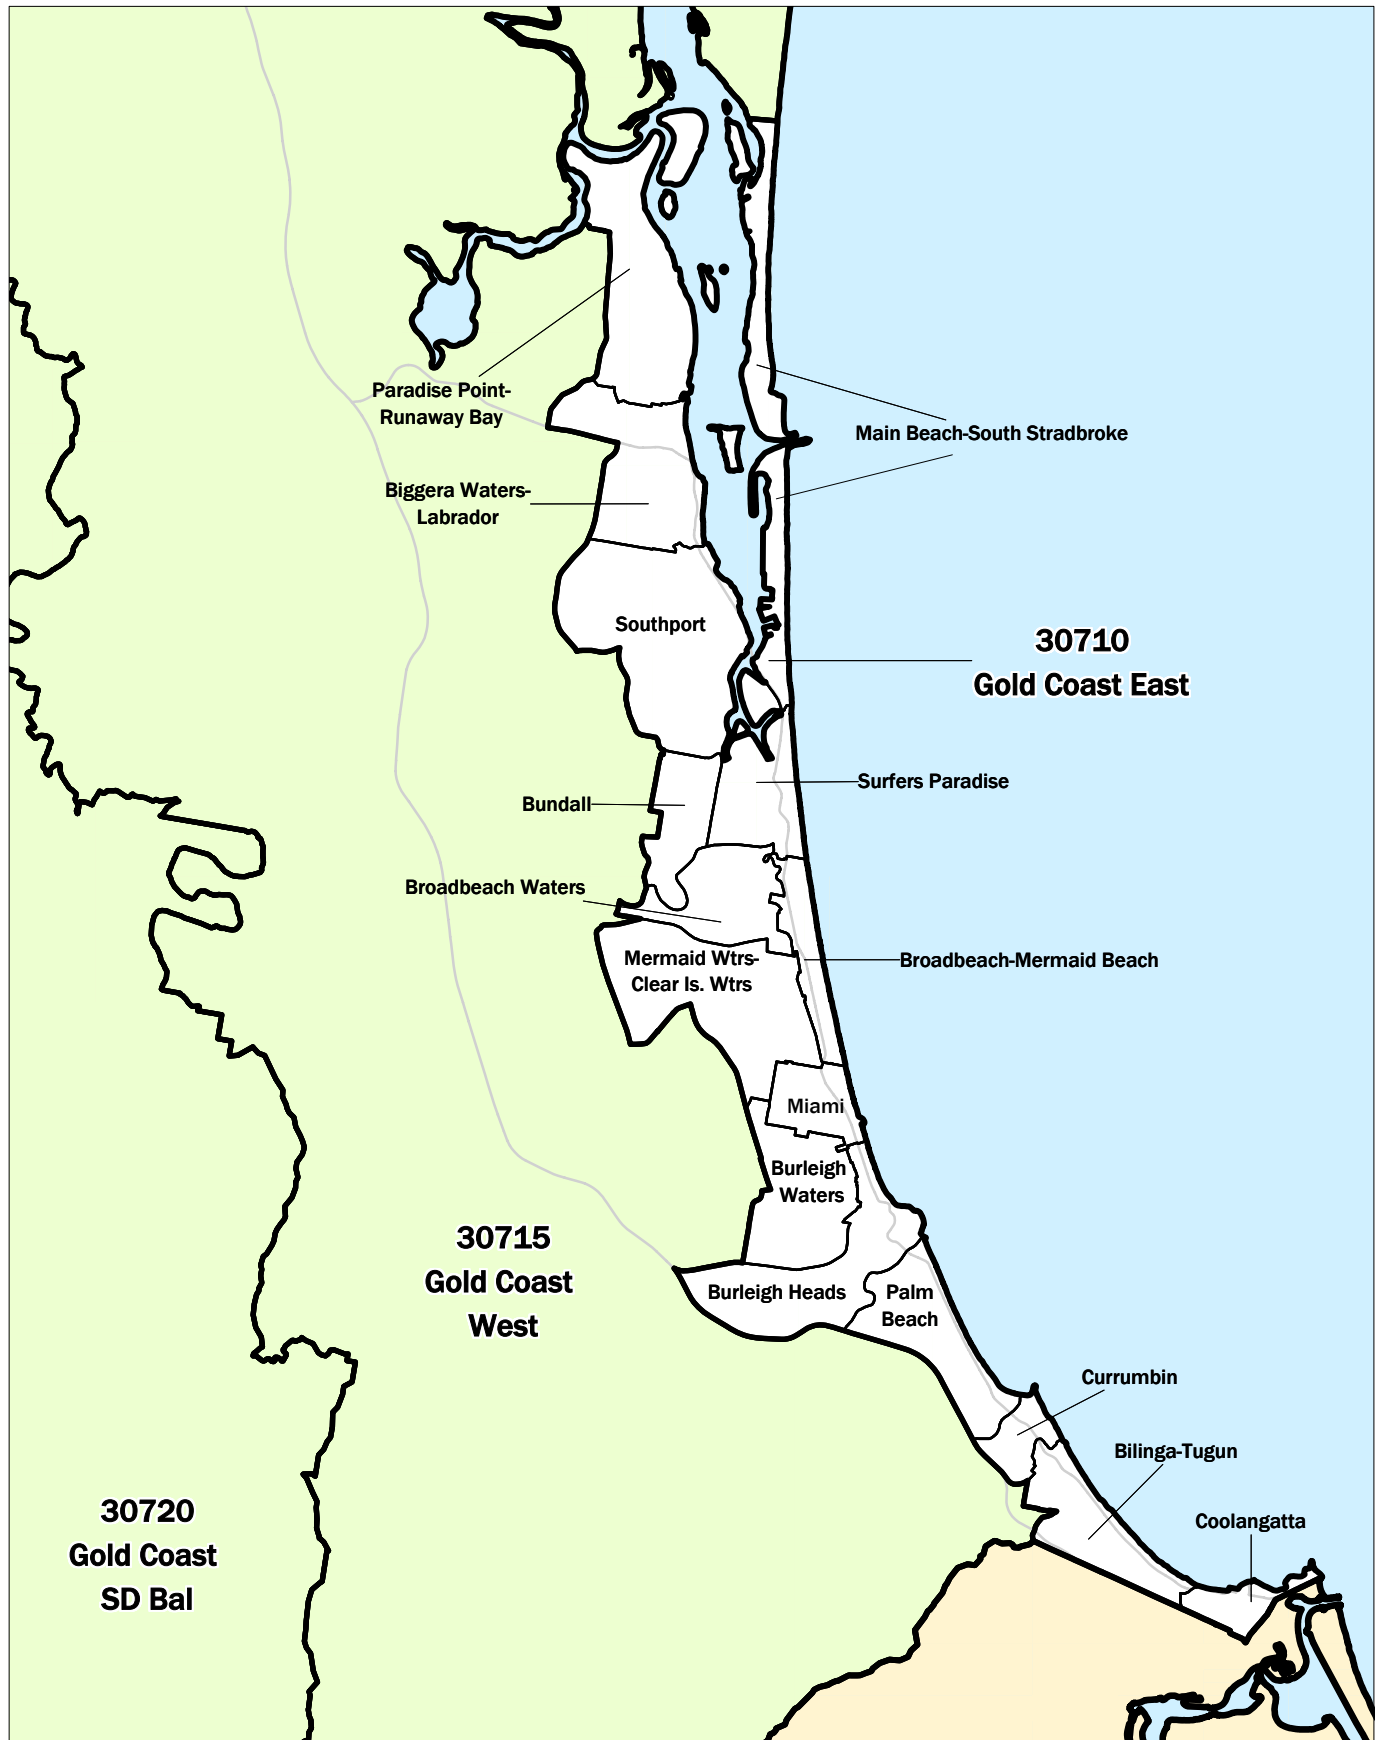 Paradise Point-
Runaway Bay
Main Beach-South Stradbroke
Biggera Waters-
Labrador
Southport
30710
Gold Coast East
Surfers Paradise
Bundall
Broadbeach Waters
Mermaid Wtrs-
Clear Is. Wtrs
Broadbeach-Mermaid Beach
Miami
Burleigh
Waters
30715
Gold Coast
West
Burleigh Heads
Palm
Beach
Currumbin
Bilinga-Tugun
30720
Gold Coast
SD Bal
Coolangatta